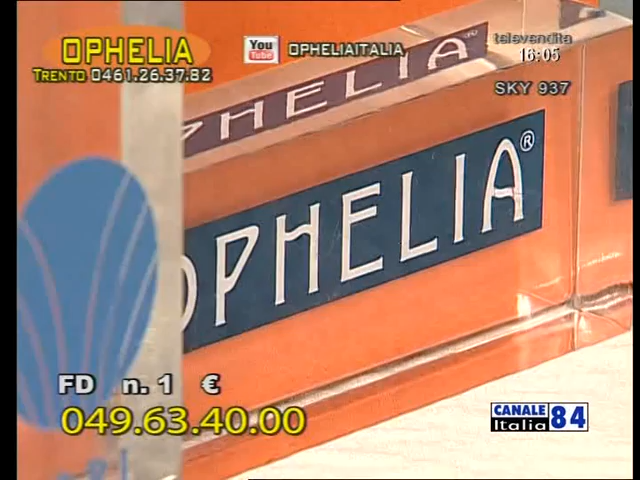 OPHELIA
TRENTO 0461.26.37.82
You Tube OPHELIAITALIA
televendita
16:05
SKY 937
PHELIA
OPHELIA®
FD n. 1 €
049.63.40.00
CANALE
Italia 84